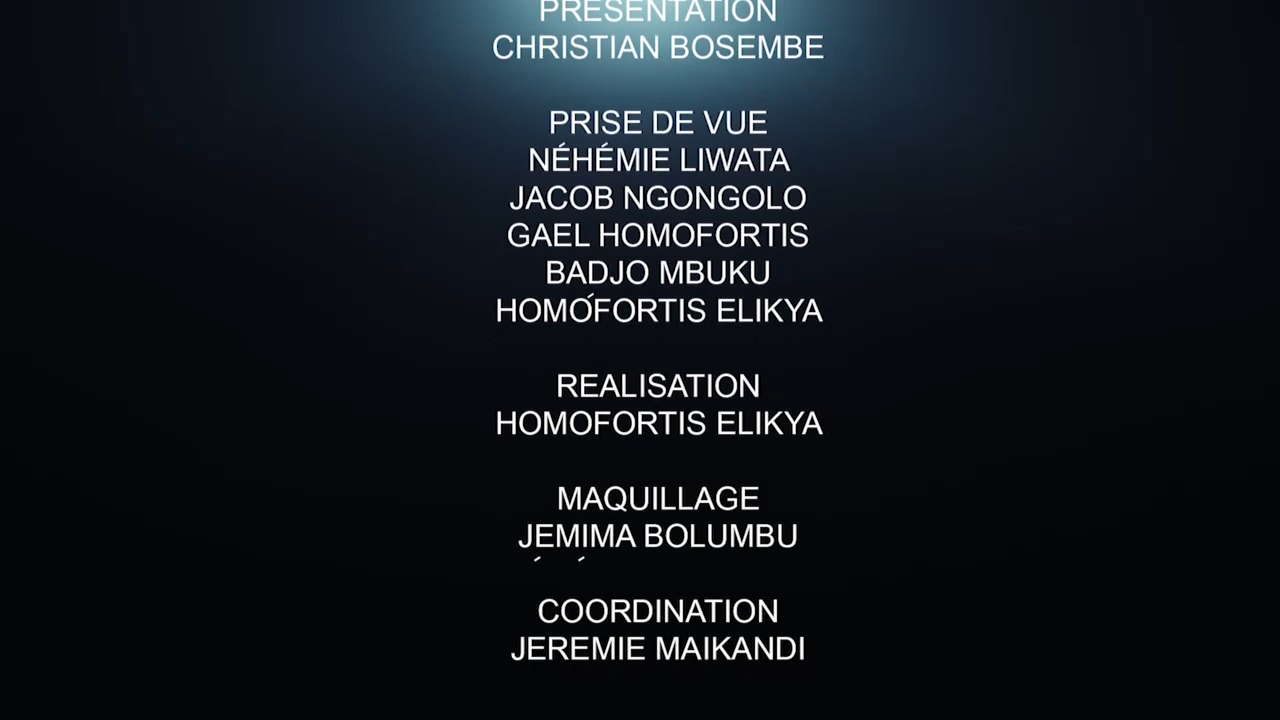 PRESENTATION
CHRISTIAN BOSEMBE
PRISE DE VUE
NÉHÉMIE LIWATA
JACOB NGONGOLO
GAEL HOMOFORTIS
BADJO MBUKU
HOMOFORTIS ELIKYA
REALISATION
HOMOFORTIS ELIKYA
MAQUILLAGE
JEMIMA BOLUMBU
COORDINATION
JEREMIE MAIKANDI